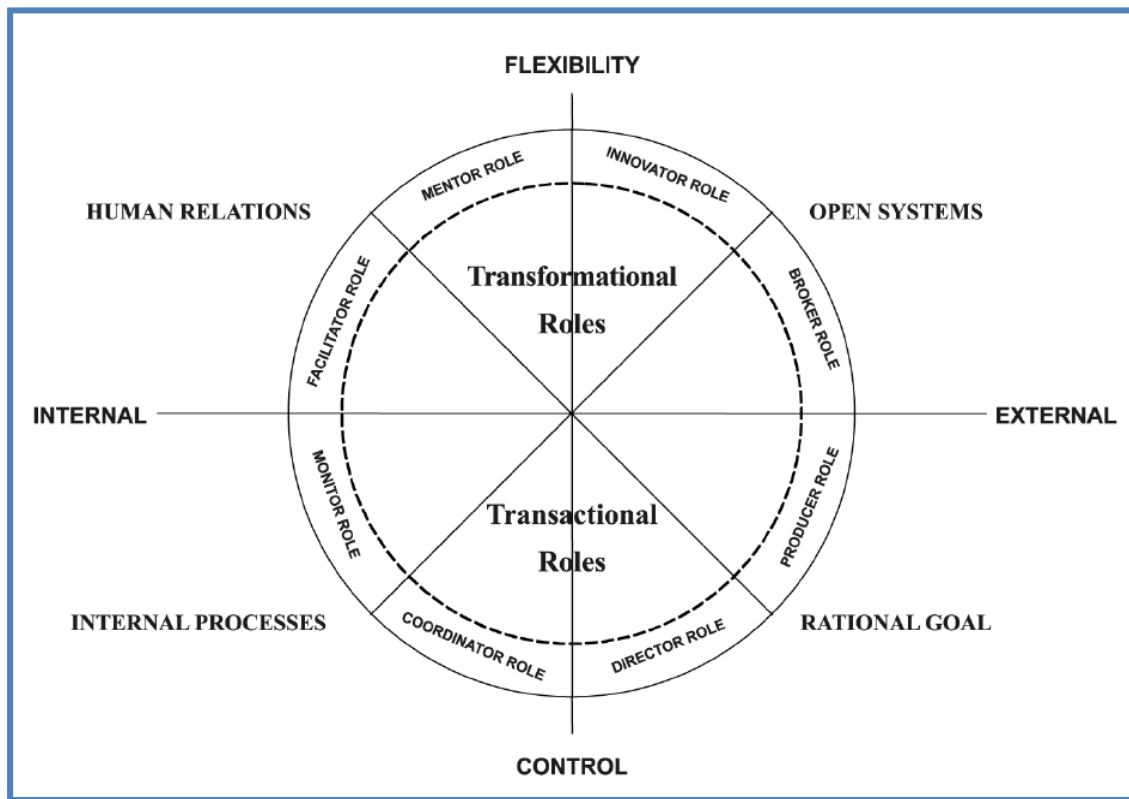 FLEXIBILITY
MENTOR ROLE
INNOVATOR ROLE
HUMAN RELATIONS
OPEN SYSTEMS
FACILITATOR ROLE
BROKER ROLE
Transformational
Roles
INTERNAL
EXTERNAL
MONITOR ROLE
PRODUCER ROLE
Transactional
Roles
INTERNAL PROCESSES
RATIONAL GOAL
COORDINATOR ROLE
DIRECTOR ROLE
CONTROL